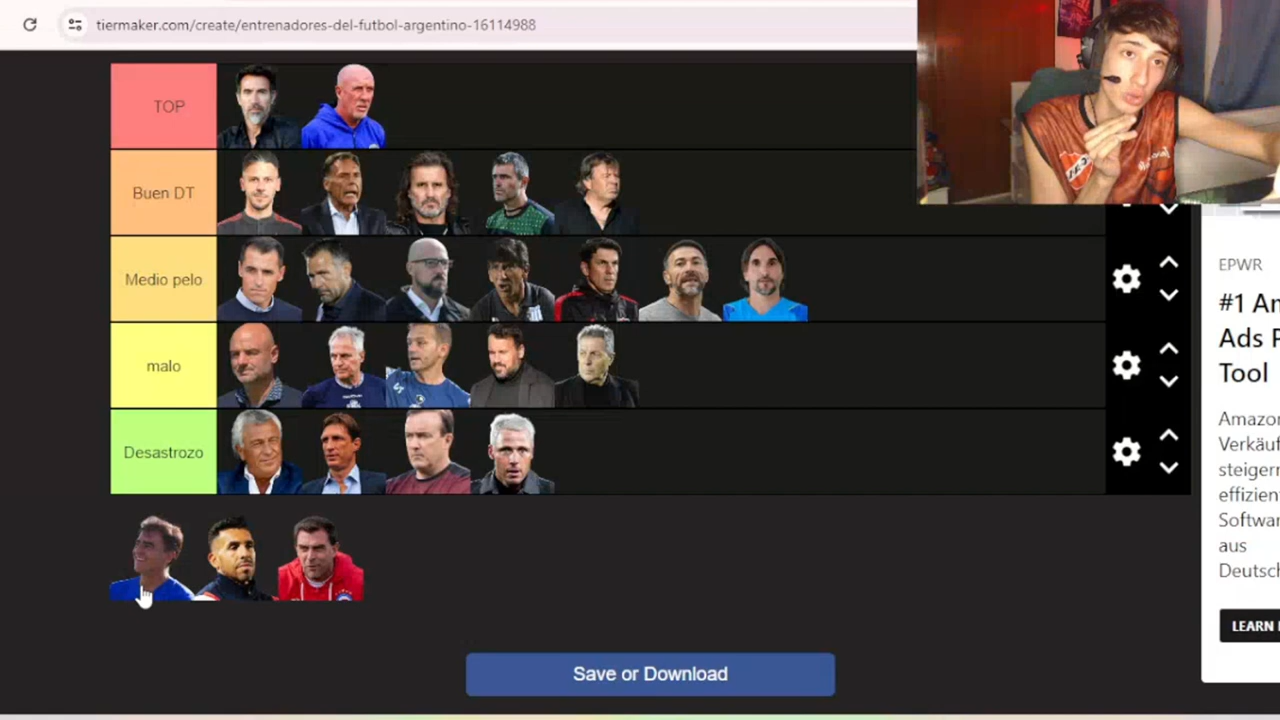 tiermaker.com/create/entrenadores-del-futbol-argentino-16114988
TOP
Buen DT
Medio pelo
malo
Desastrozo
EPWR
#1 Am
Ads P
Tool
Amazon
Verkäuf
steigern
effizien
Softwar
aus
Deutsch
LEARN
Save or Download